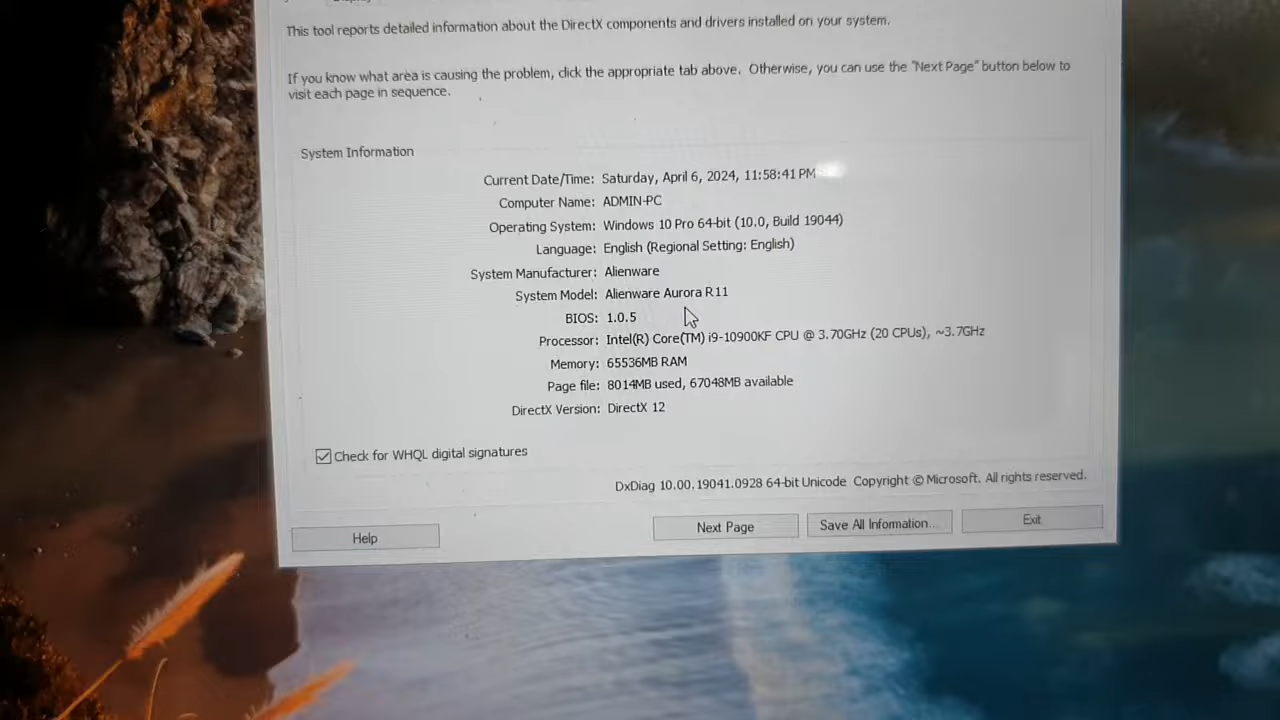 This tool reports detailed information about the DirectX components and drivers installed on your system.
If you know what area is causing the problem, click the appropriate tab above. Otherwise, you can use the "Next Page" button below to
visit each page in sequence.
System Information
Current Date/Time: Saturday, April 6, 2024, 11:58:41 PM
Computer Name: ADMIN-PC
Operating System: Windows 10 Pro 64-bit (10.0, Build 19044)
Language: English (Regional Setting: English)
System Manufacturer: Alienware
System Model: Alienware Aurora R11
BIOS: 1.0.5
Processor: Intel(R) Core(TM) i9-10900KF CPU @ 3.70GHz (20 CPUs), ~3.7GHz
Memory: 65536MB RAM
Page file: 8014MB used, 67048MB available
DirectX Version: DirectX 12
Check for WHQL digital signatures
DxDiag 10.00.19041.0928 64-bit Unicode Copyright © Microsoft. All rights reserved.
Help Next Page Save All Information... Exit